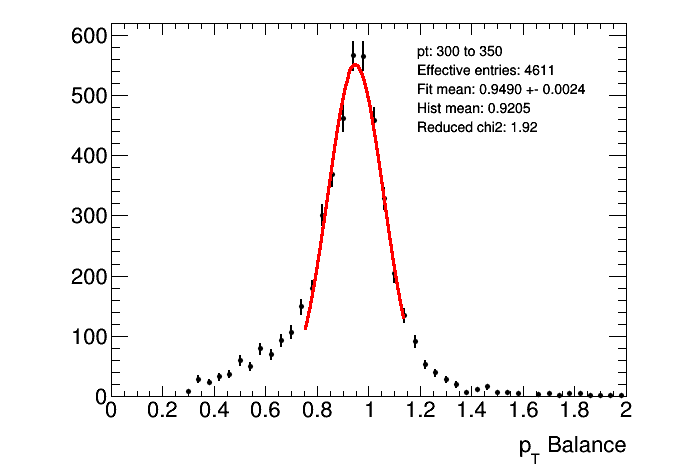 600
500
400
300
200
100
0
pt: 300 to 350
Effective entries: 4611
Fit mean: 0.9490 +- 0.0024
Hist mean: 0.9205
Reduced chi2: 1.92
0 0.2 0.4 0.6 0.8 1 1.2 1.4 1.6 1.8 2
pT Balance